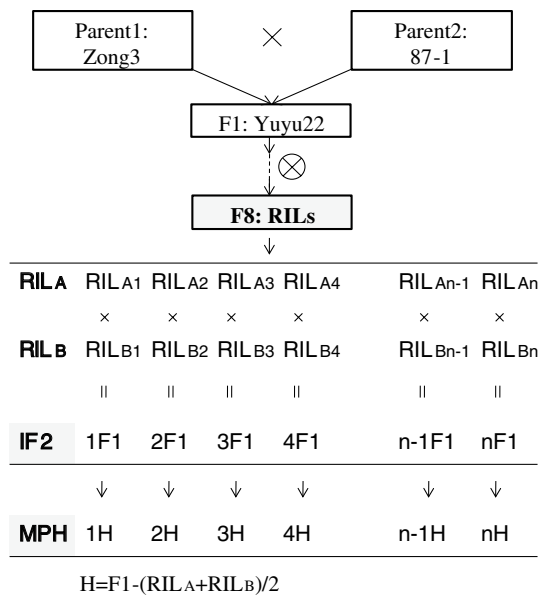 Parent1:
Zong3
×
Parent2:
87-1
F1: Yuyu22
F8: RILs
RILA RILA1 RILA2 RILA3 RILA4 RILAn-1 RILAn
× × × × × ×
RILB RILB1 RILB2 RILB3 RILB4 RILBn-1 RILBn
= = = = = =
IF2 1F1 2F1 3F1 4F1 n-1F1 nF1
MPH 1H 2H 3H 4H n-1H nH
H=F1-(RILA+RILB)/2